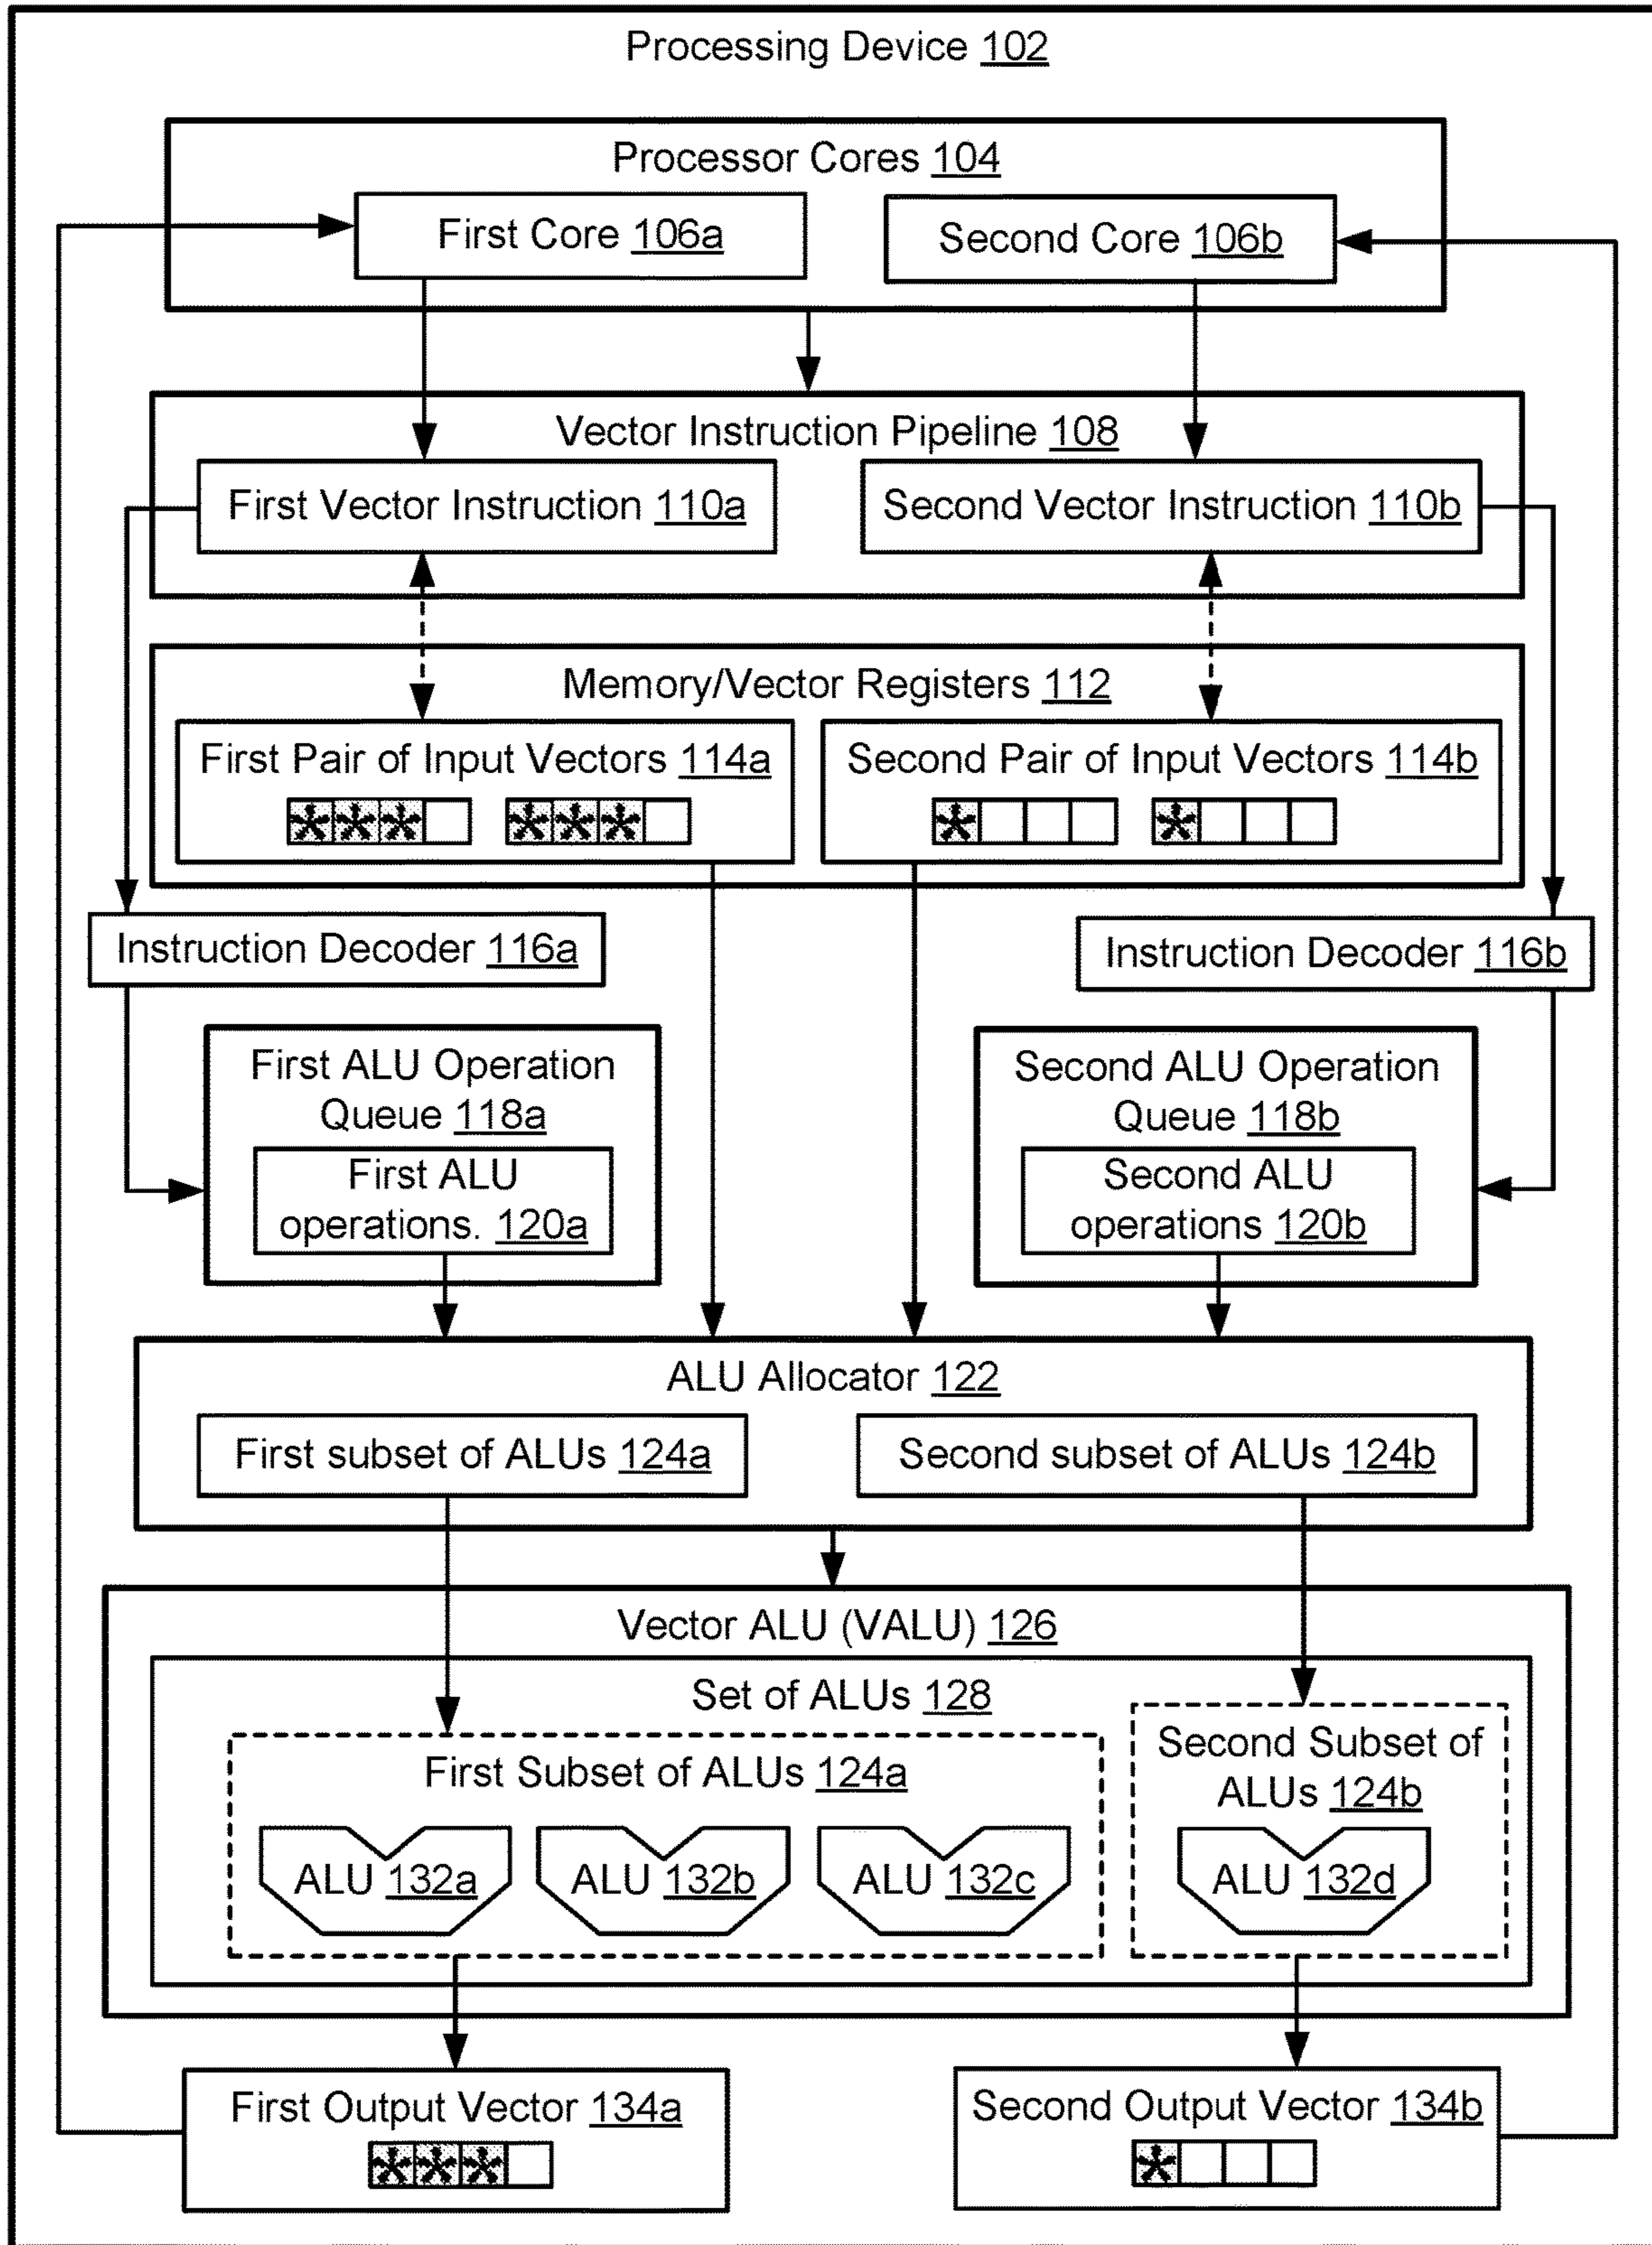 Processing Device 102
Processor Cores 104
First Core 106a
Second Core 106b
Vector Instruction Pipeline 108
First Vector Instruction 110a
Second Vector Instruction 110b
Memory/Vector Registers 112
First Pair of Input Vectors 114a
Second Pair of Input Vectors 114b
Instruction Decoder 116a
Instruction Decoder 116b
First ALU Operation
Queue 118a
First ALU
operations. 120a
Second ALU Operation
Queue 118b
Second ALU
operations 120b
ALU Allocator 122
First subset of ALUs 124a
Second subset of ALUs 124b
Vector ALU (VALU) 126
Set of ALUs 128
First Subset of ALUs 124a
ALU 132a
ALU 132b
ALU 132c
Second Subset of
ALUs 124b
ALU 132d
First Output Vector 134a
Second Output Vector 134b